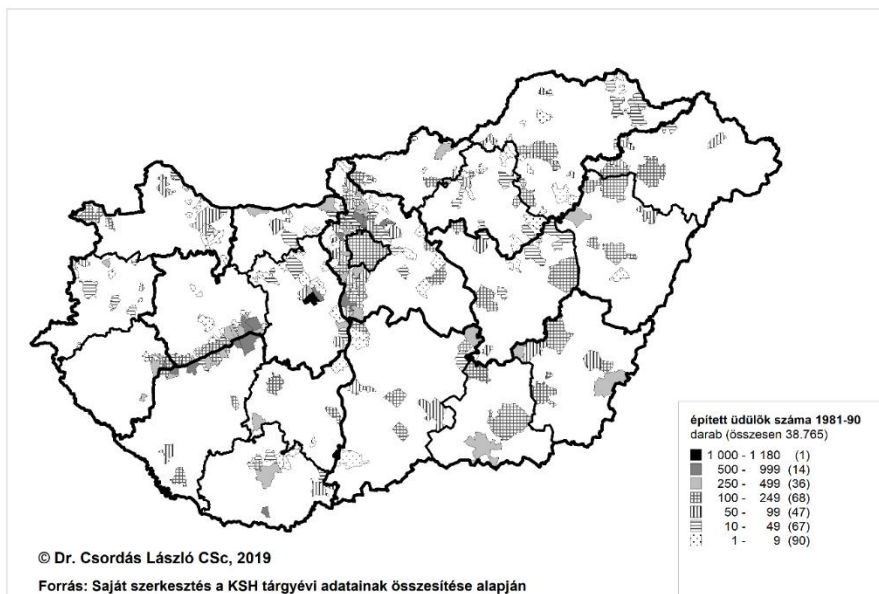 épített üdülők száma 1981-90
darab (összesen 38.765)
1 000 - 1 180 (1)
500 - 999 (14)
250 - 499 (36)
100 - 249 (68)
50 - 99 (47)
10 - 49 (67)
1 - 9 (90)
© Dr. Csordás László CSc, 2019
Forrás: Saját szerkesztés a KSH tárgyévi adatainak összesítése alapján